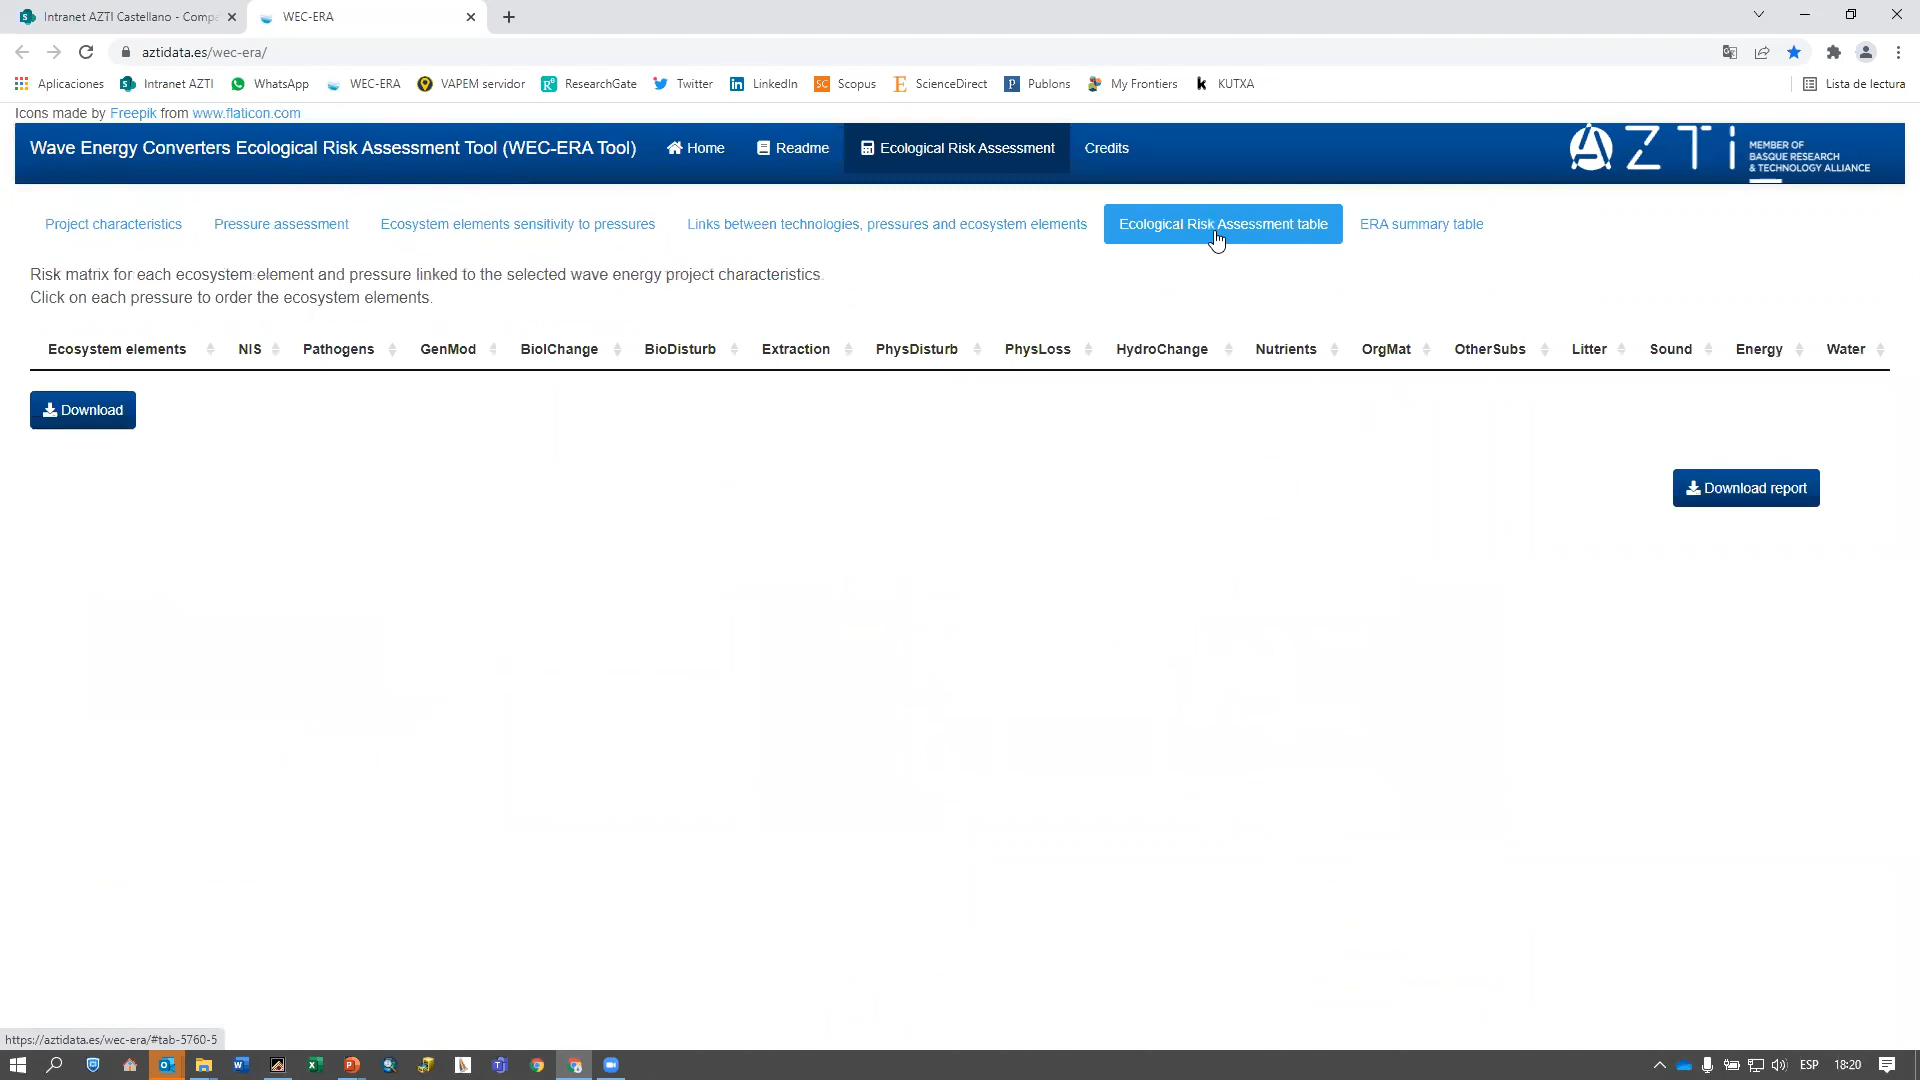 Intranet AZTI Castellano - Comp
WEC-ERA
aztidata.es/wec-era/
Aplicaciones
Intranet AZTI
WhatsApp
WEC-ERA
VAPEM servidor
ResearchGate
Twitter
LinkedIn
Scopus
ScienceDirect
Publons
My Frontiers
KUTXA
Lista de lectura
Icons made by Freepik from www.flaticon.com
Wave Energy Converters Ecological Risk Assessment Tool (WEC-ERA Tool)
Home
Readme
Ecological Risk Assessment
Credits
AZTI
MEMBER OF
BASQUE RESEARCH
& TECHNOLOGY ALLIANCE
Project characteristics
Pressure assessment
Ecosystem elements sensitivity to pressures
Links between technologies, pressures and ecosystem elements
Ecological Risk Assessment table
ERA summary table
Risk matrix for each ecosystem element and pressure linked to the selected wave energy project characteristics.
Click on each pressure to order the ecosystem elements.
Ecosystem elements NIS Pathogens GenMod BiolChange BioDisturb Extraction PhysDisturb PhysLoss HydroChange Nutrients OrgMat OtherSubs Litter Sound Energy Water
Download
Download report
https://aztidata.es/wec-era/#tab-5760-5
ESP
18:20